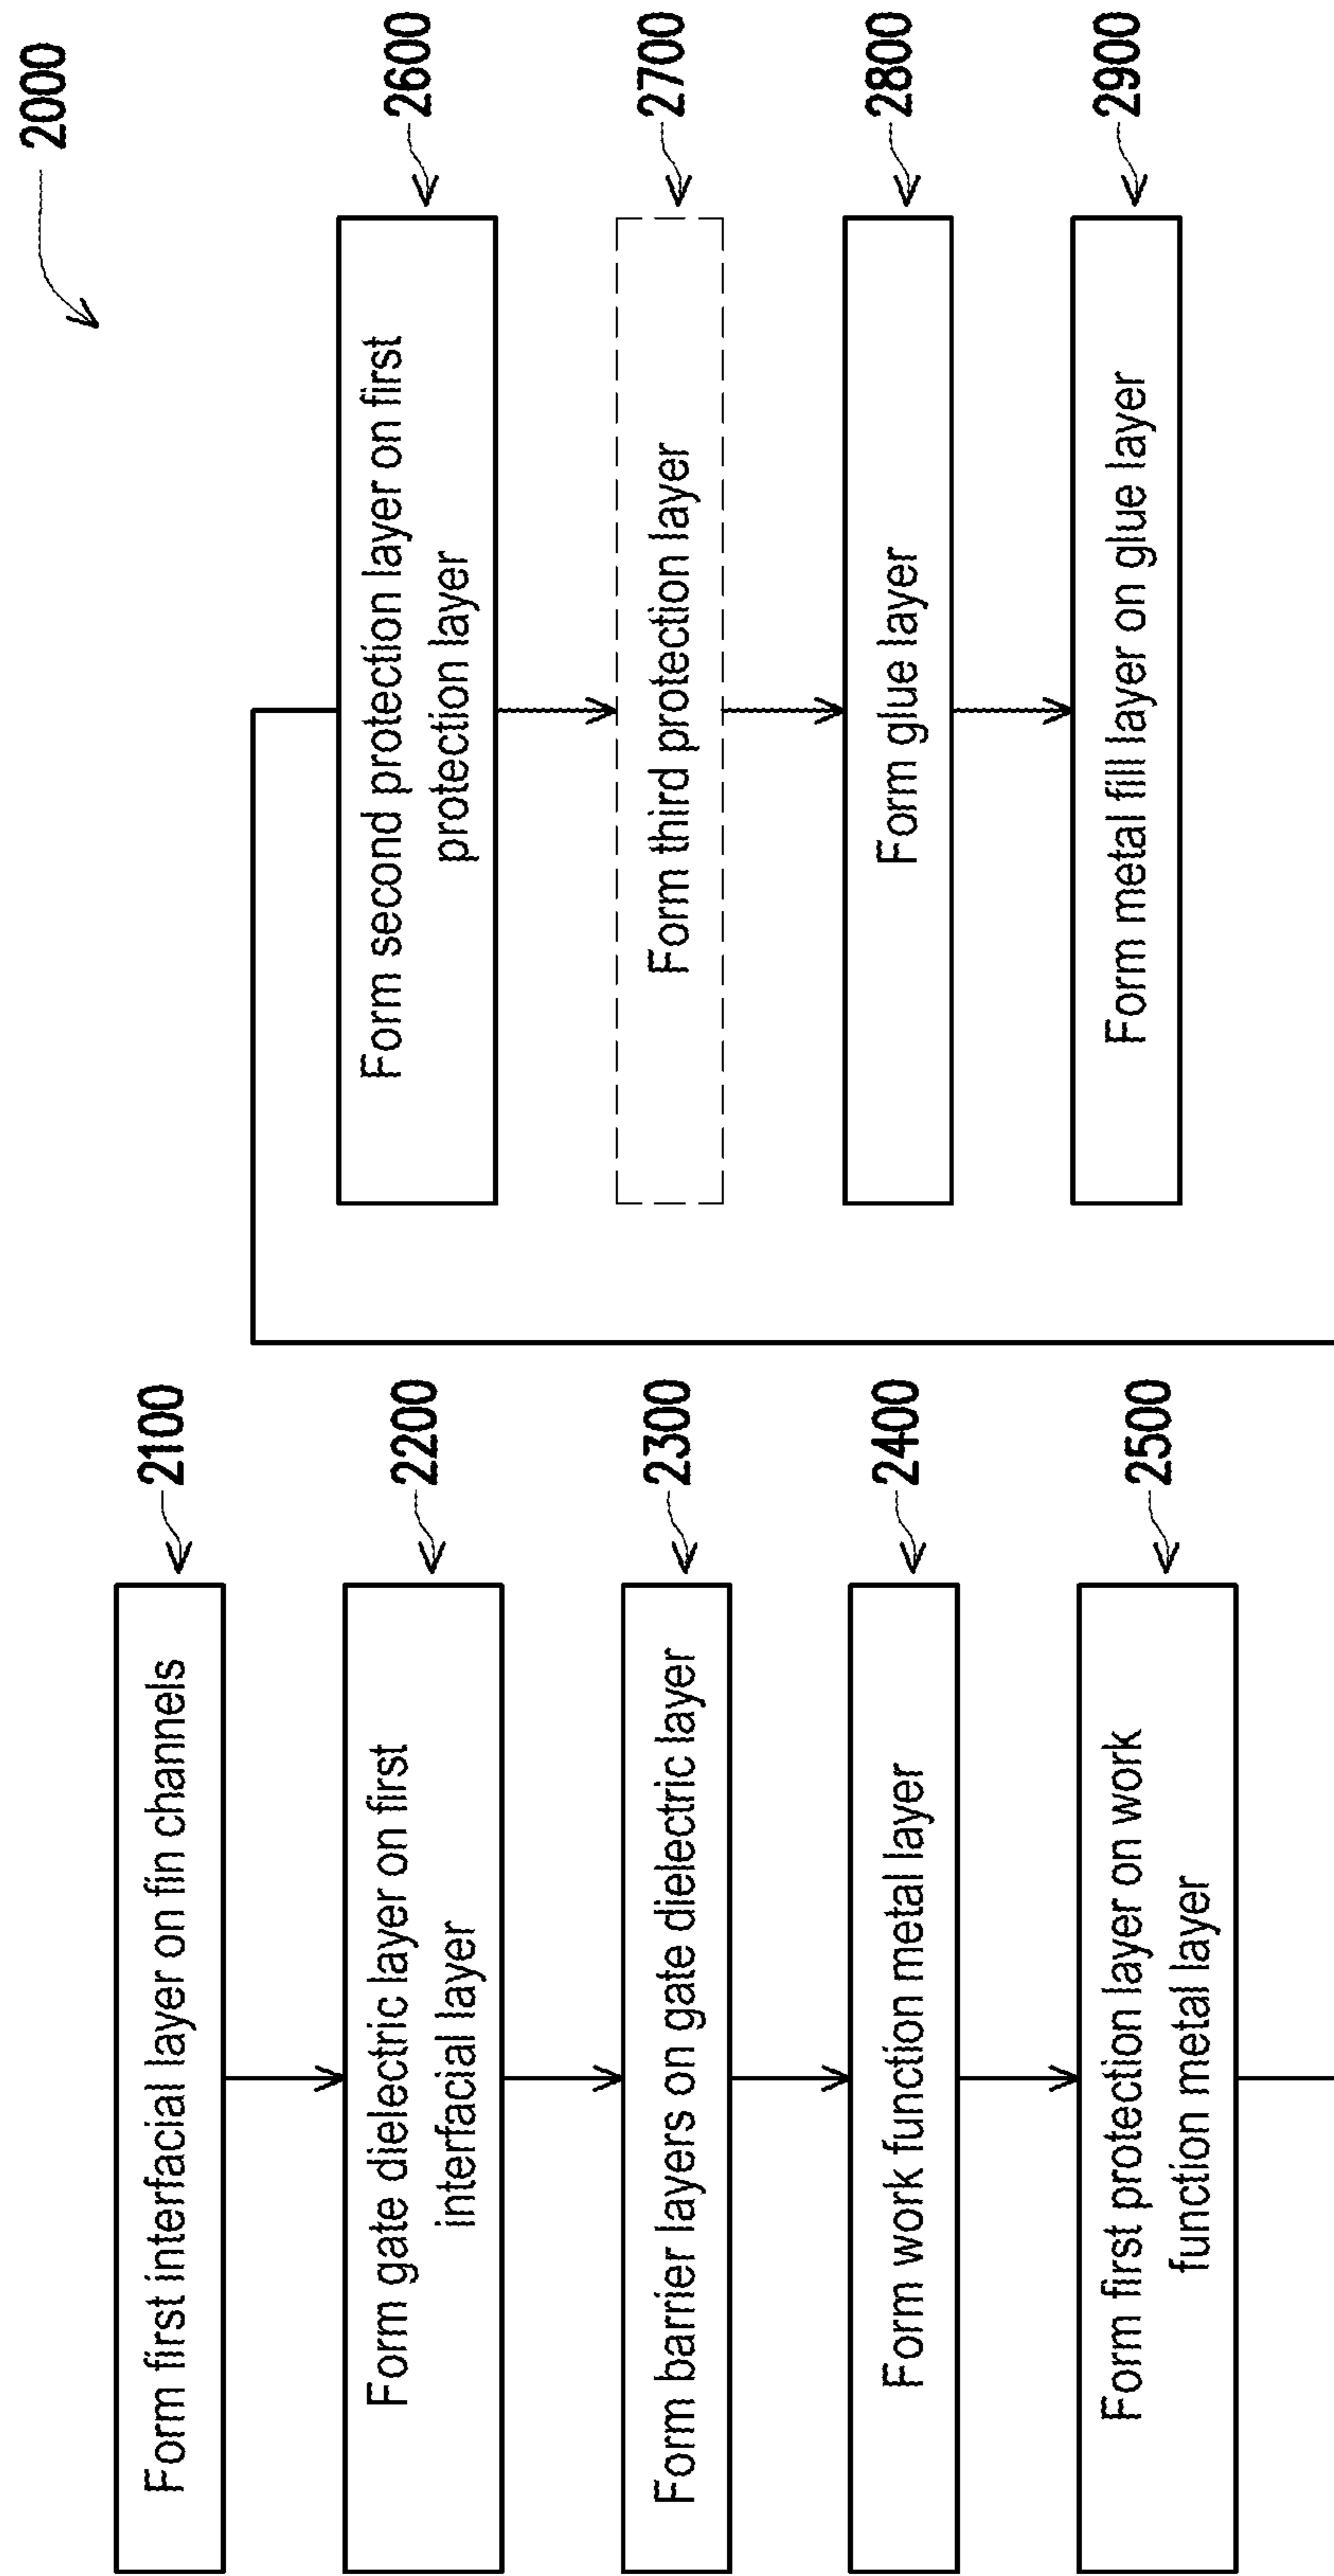 2000
Form first interfacial layer on fin channels
2100
Form gate dielectric layer on first
interfacial layer
2200
Form barrier layers on gate dielectric layer
2300
Form work function metal layer
2400
Form first protection layer on work
function metal layer
2500
Form second protection layer on first
protection layer
2600
Form third protection layer
2700
Form glue layer
2800
Form metal fill layer on glue layer
2900